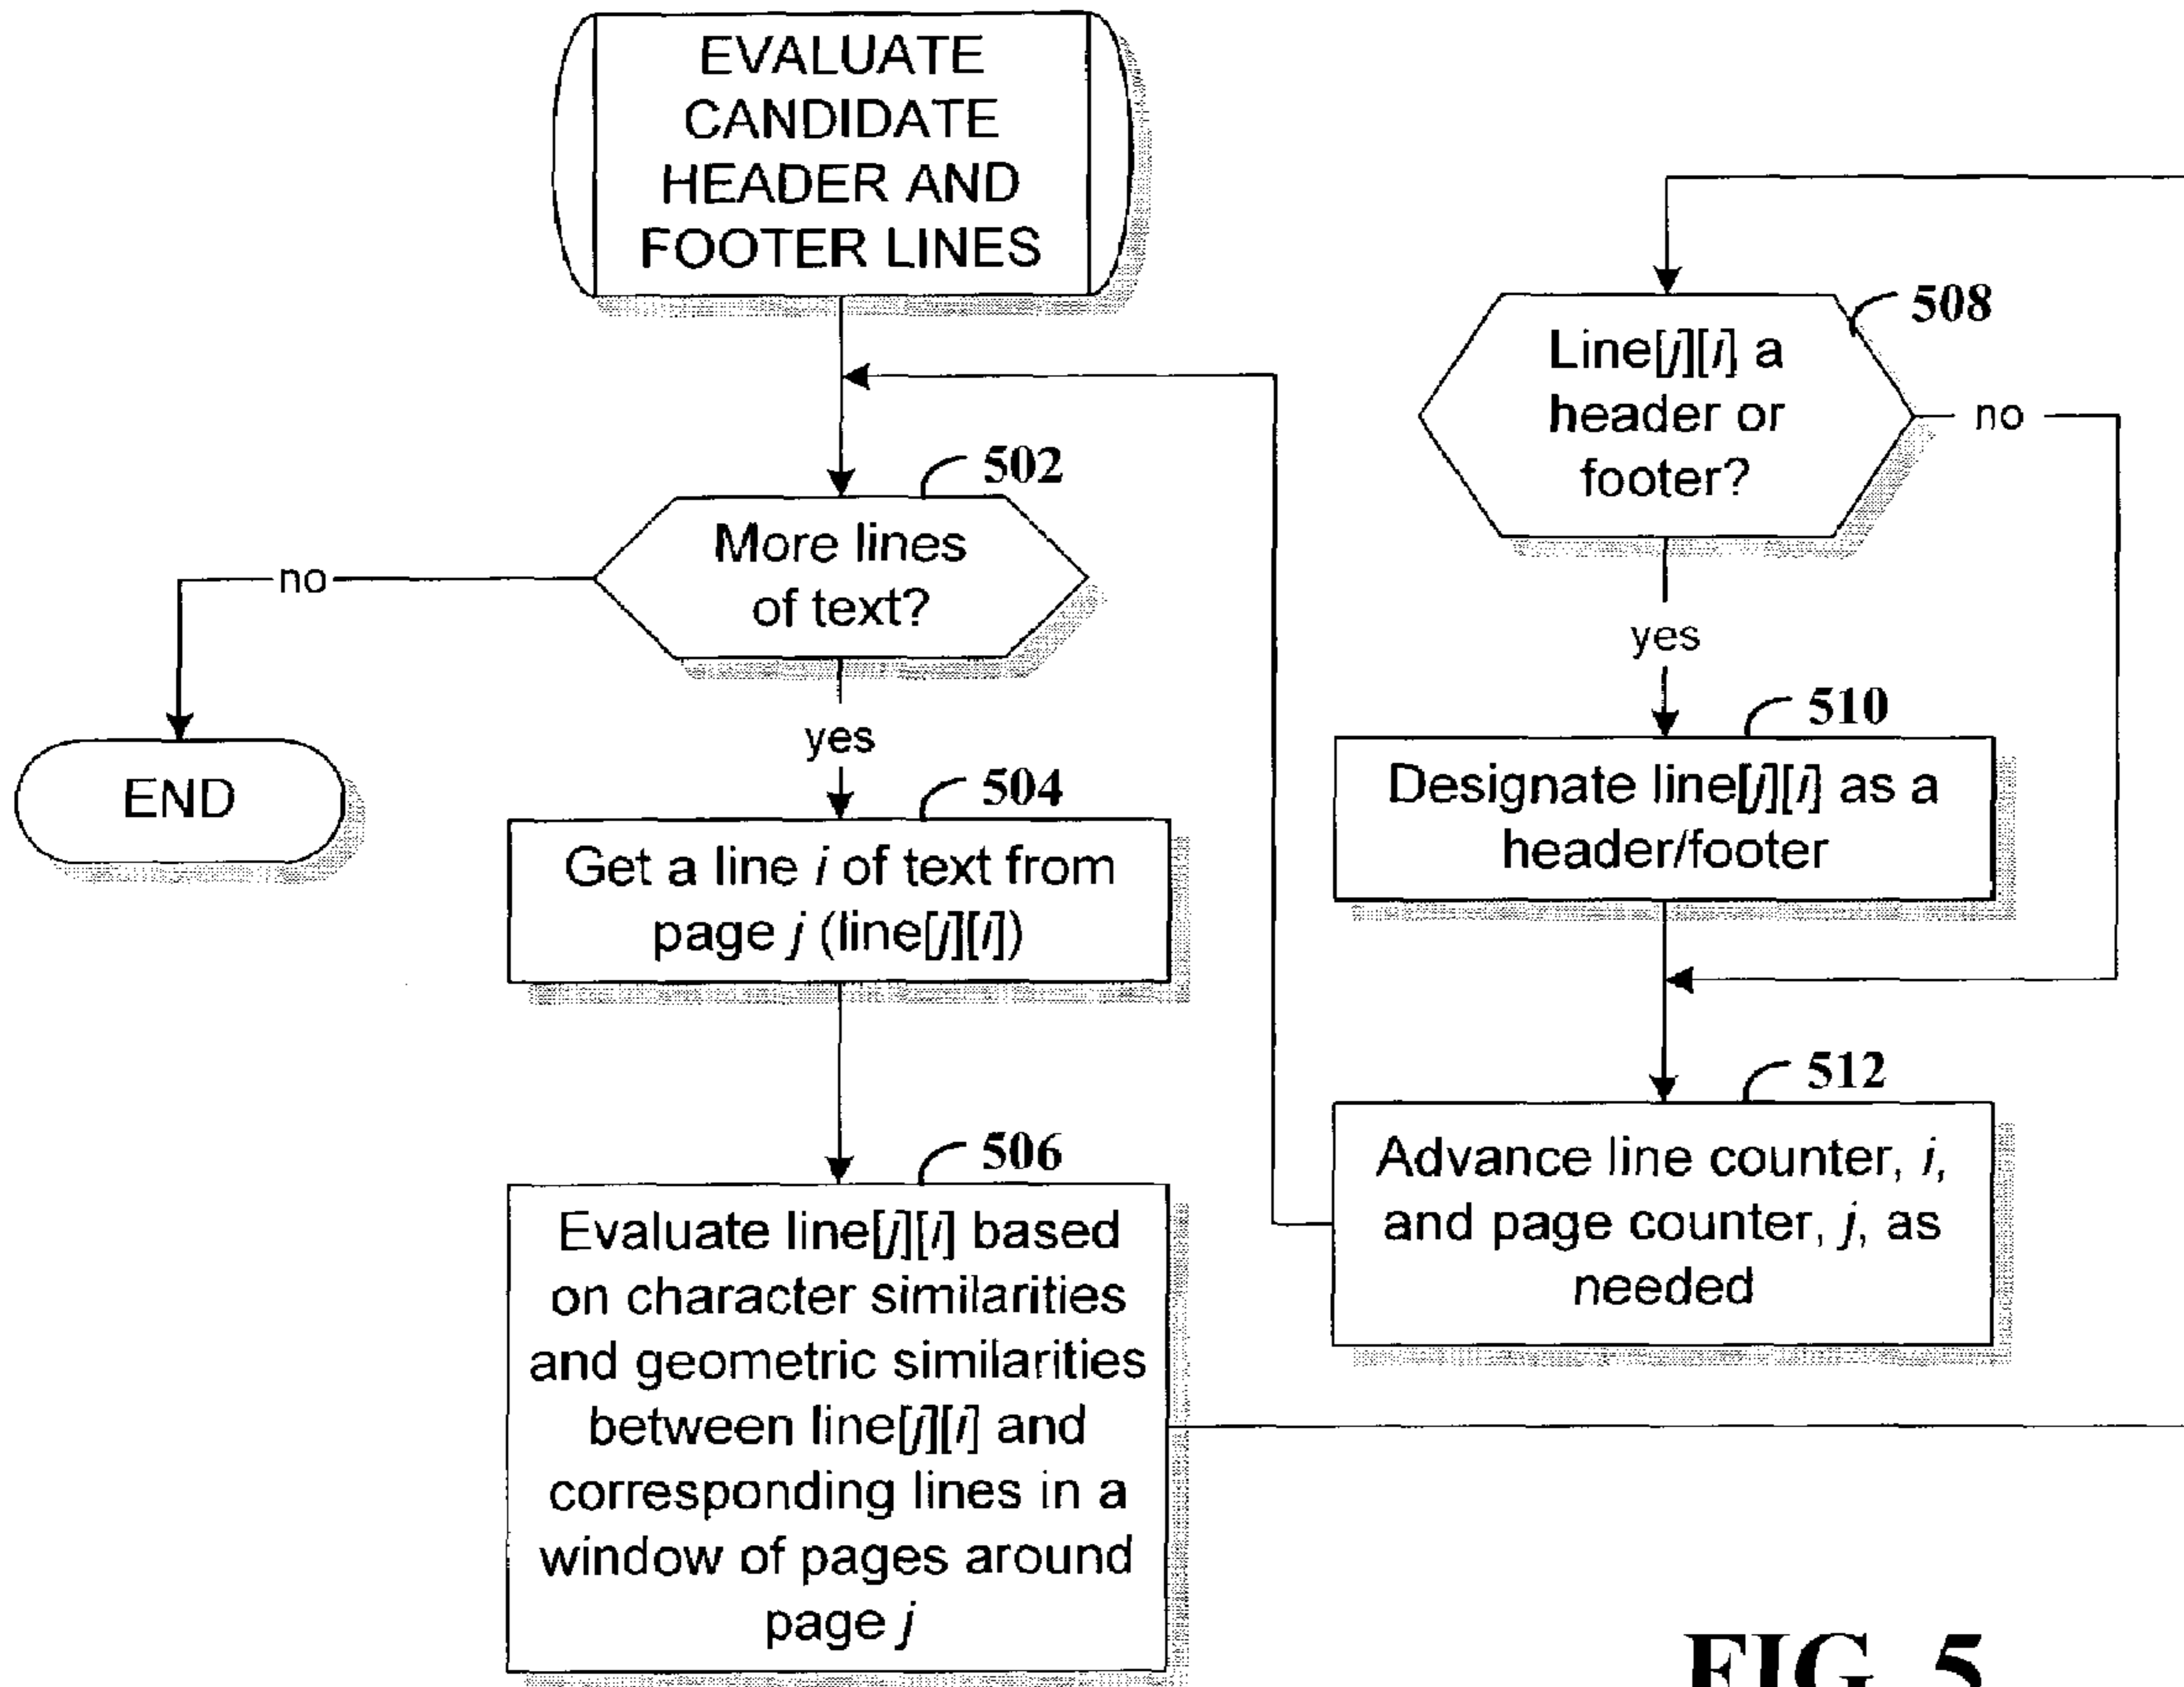 EVALUATE
CANDIDATE
HEADER AND
FOOTER LINES
502
More lines
of text?
no
END
yes
504
Get a line i of text from
page j (line[j][i])
506
Evaluate line[j][i] based
on character similarities
and geometric similarities
between line[j][i] and
corresponding lines in a
window of pages around
page j
508
Line[j][i] a
header or
footer?
no
yes
510
Designate line[j][i] as a
header/footer
512
Advance line counter, i,
and page counter, j, as
needed
FIG. 5